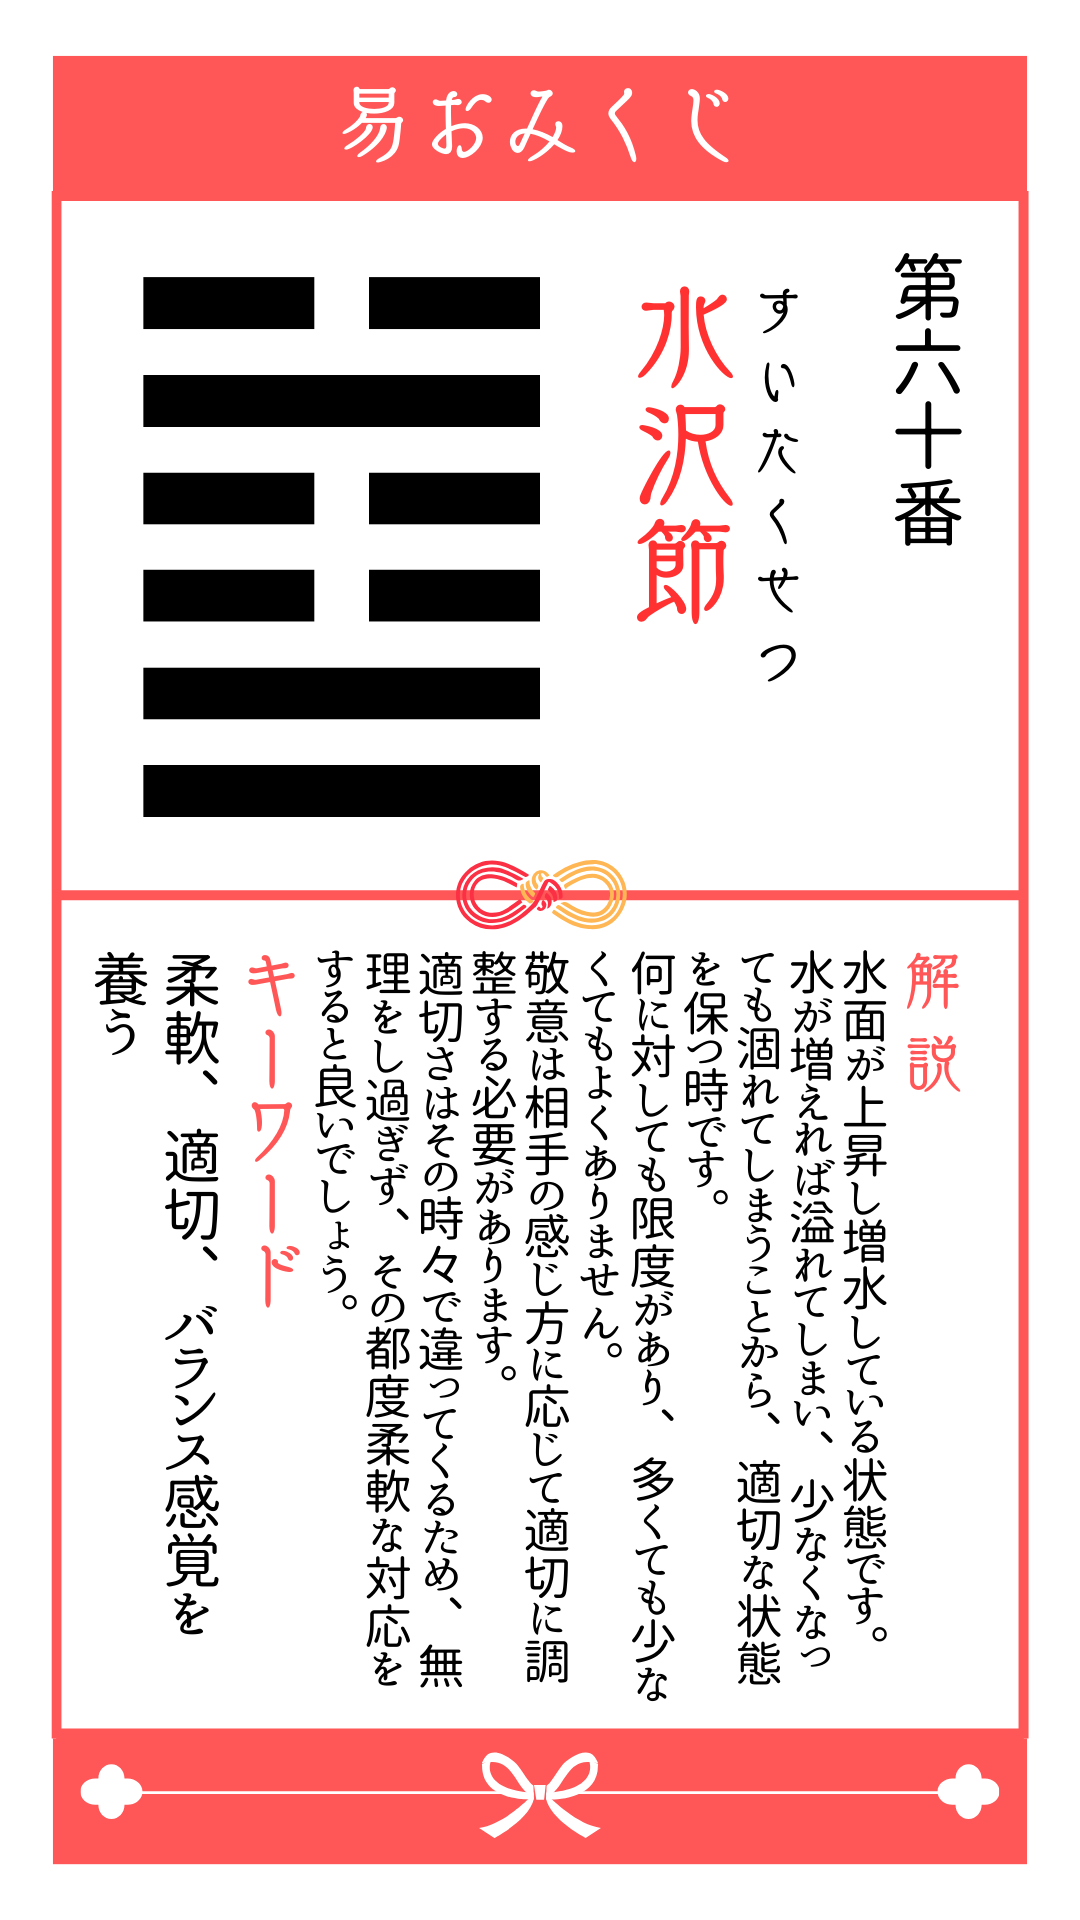 易おみくじ
第六十番
すいたくせつ
水沢節
解説
水面が上昇し増水している状態です。
水が増えれば溢れてしまい、少なくなっ
ても涸れてしまうことから、適切な状態
を保つ時です。
何に対しても限度があり、多くても少な
くてもよくありません。
敬意は相手の感じ方に応じて適切に調
整する必要があります。
適切さはその時々で違ってくるため、無
理をし過ぎず、その都度柔軟な対応を
すると良いでしょう。
キーワード
柔軟、適切、バランス感覚を
養う